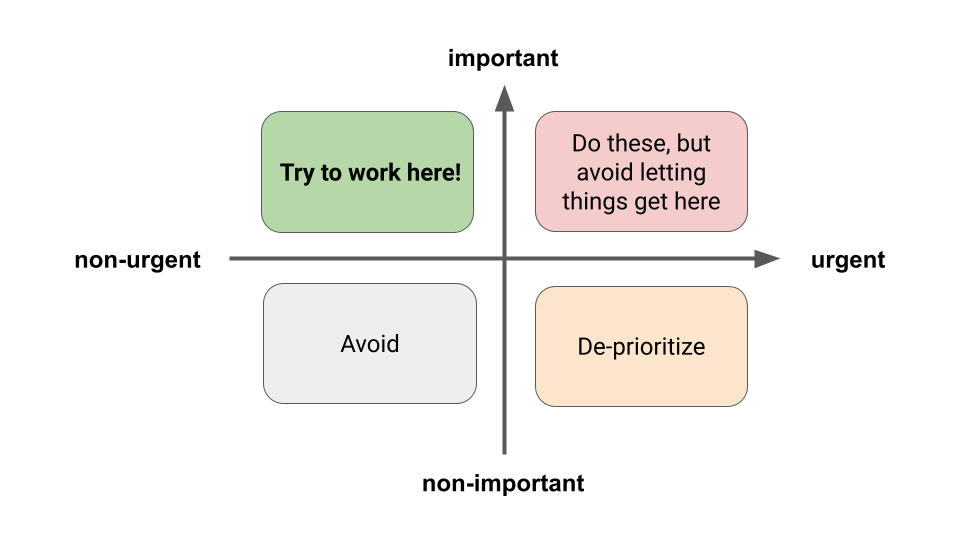 important
Try to work here!
Do these, but
avoid letting
things get here
non-urgent
urgent
Avoid
De-prioritize
non-important